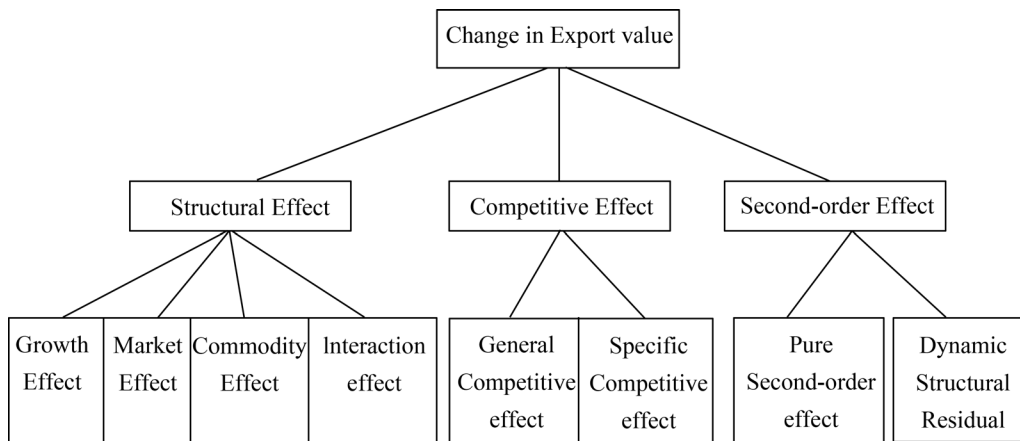 Change in Export value
Structural Effect
Competitive Effect
Second-order Effect
Growth
Effect
Market
Effect
Commodity
Effect
Interaction
effect
General
Competitive
effect
Specific
Competitive
effect
Pure
Second-order
effect
Dynamic
Structural
Residual